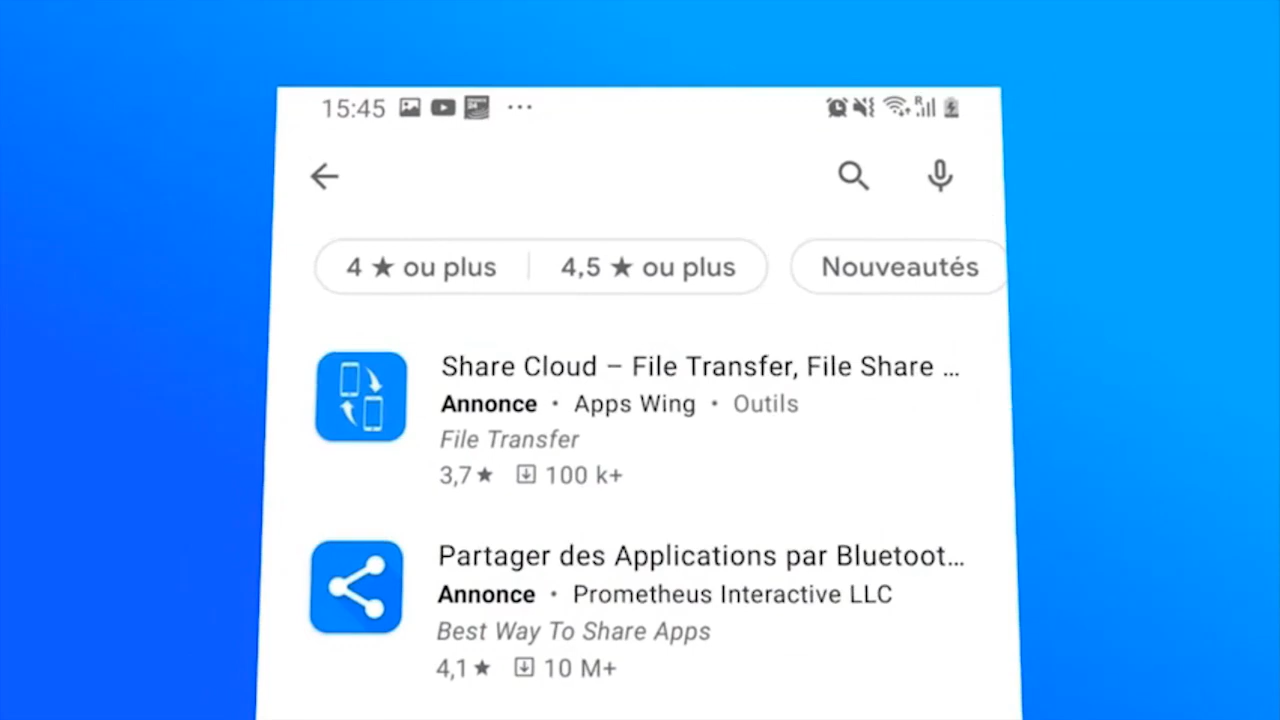 15:45
4 ★ ou plus
4,5 ★ ou plus
Nouveautés
Share Cloud – File Transfer, File Share ...
Annonce • Apps Wing • Outils
File Transfer
3,7 ★ 100 k+
Partager des Applications par Bluetoot...
Annonce • Prometheus Interactive LLC
Best Way To Share Apps
4,1 ★ 10 M+